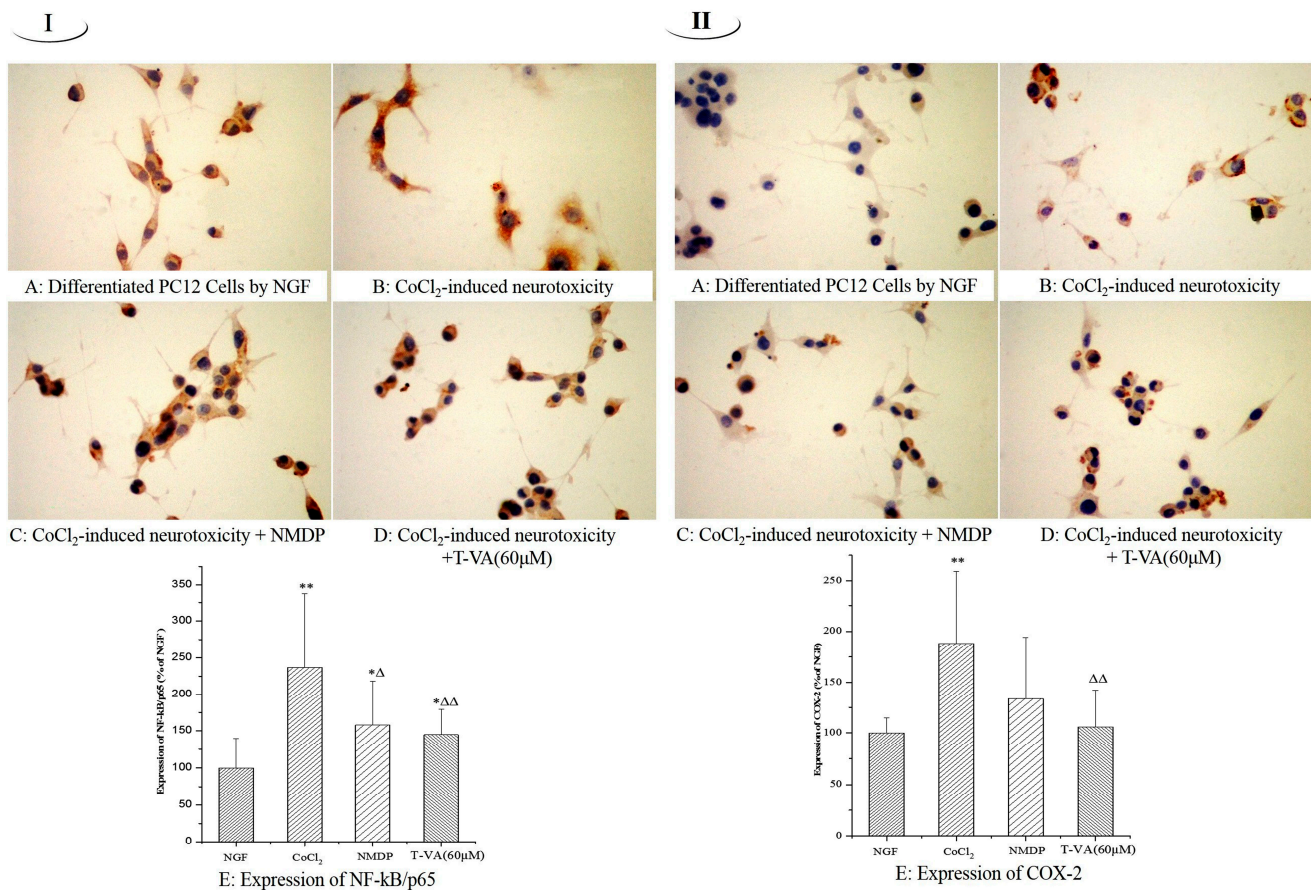 I
II
A: Differentiated PC12 Cells by NGF
B: CoCl₂-induced neurotoxicity
C: CoCl₂-induced neurotoxicity + NMDP
D: CoCl₂-induced neurotoxicity
+T-VA(60μM)
Expression of NF-kB/p65 (% of NGF)
350
300
250
200
150
100
50
0
**
*Δ
*ΔΔ
NGF
CoCl₂
NMDP
T-VA(60μM)
E: Expression of NF-kB/p65
A: Differentiated PC12 Cells by NGF
B: CoCl₂-induced neurotoxicity
C: CoCl₂-induced neurotoxicity + NMDP
D: CoCl₂-induced neurotoxicity
+ T-VA(60μM)
Expression of COX-2 (% of NGF)
250
200
150
100
50
0
**
ΔΔ
NGF
CoCl₂
NMDP
T-VA(60μM)
E: Expression of COX-2